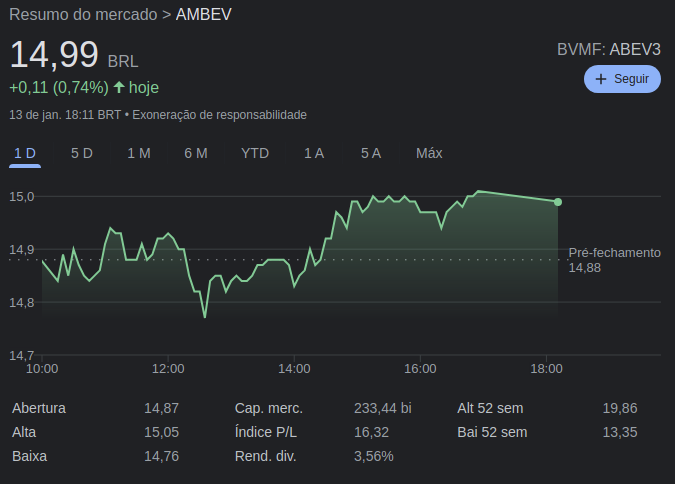 Resumo do mercado > AMBEV
14,99 BRL
BVMF: ABEV3
+0,11 (0,74%) ↑ hoje
+ Seguir
13 de jan. 18:11 BRT • Exoneração de responsabilidade
1 D 5 D 1 M 6 M YTD 1 A 5 A Máx
15,0
14,9
Pré-fechamento
14,88
14,8
14,7
10:00 12:00 14:00 16:00 18:00
Abertura 14,87 Cap. merc. 233,44 bi Alt 52 sem 19,86
Alta 15,05 Índice P/L 16,32 Bai 52 sem 13,35
Baixa 14,76 Rend. div. 3,56%